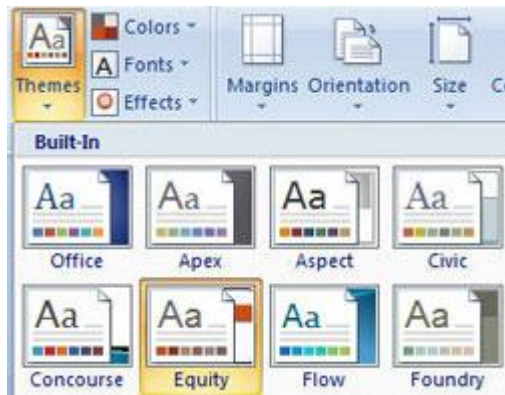 Aa
Themes
Colors
A Fonts
Effects
Margins Orientation Size
Built-In
Aa Aa Aa Aa
Office Apex Aspect Civic
Aa Aa Aa Aa
Concourse Equity Flow Foundry